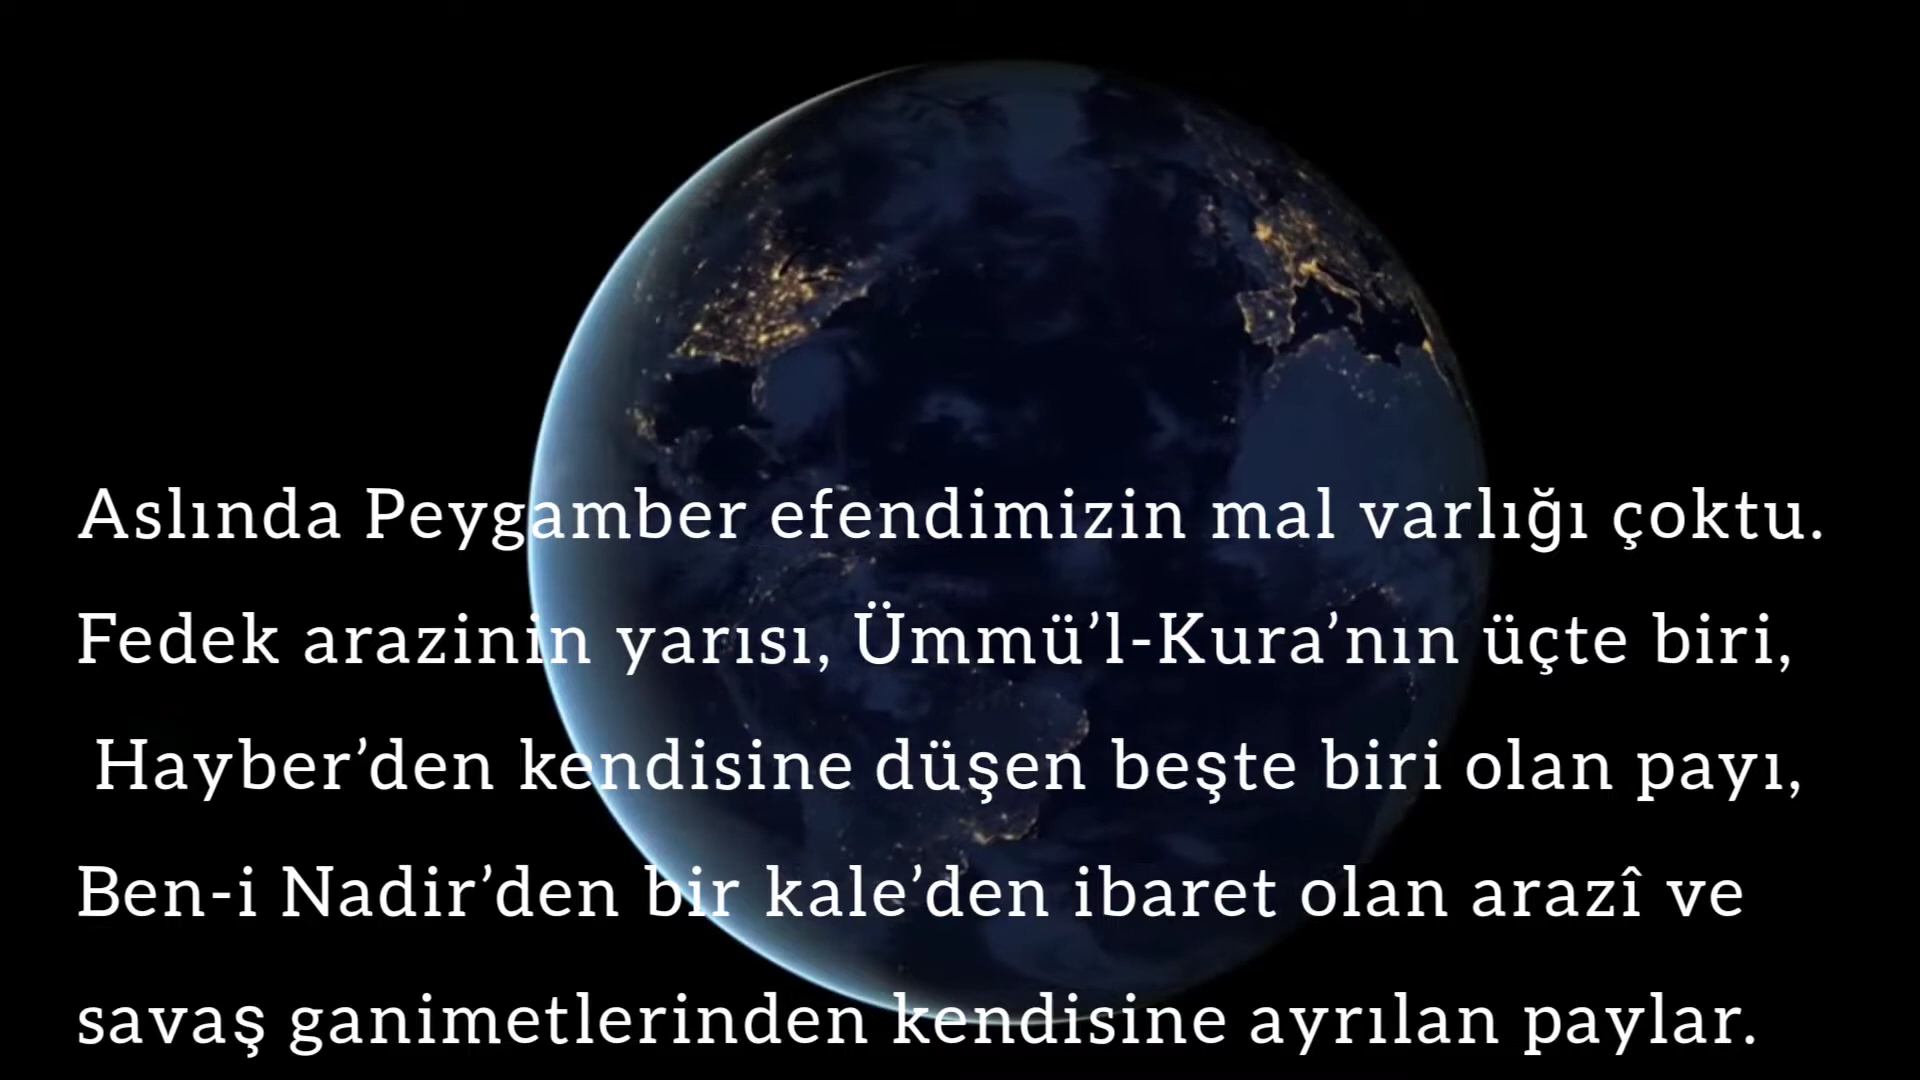 Aslında Peygamber efendimizin mal varlığı çoktu.
Fedek arazinin yarısı, Ümmü’l-Kura’nın üçte biri,
Hayber’den kendisine düşen beşte biri olan payı,
Ben-i Nadir’den bir kale’den ibaret olan arazî ve
savaş ganimetlerinden kendisine ayrılan paylar.